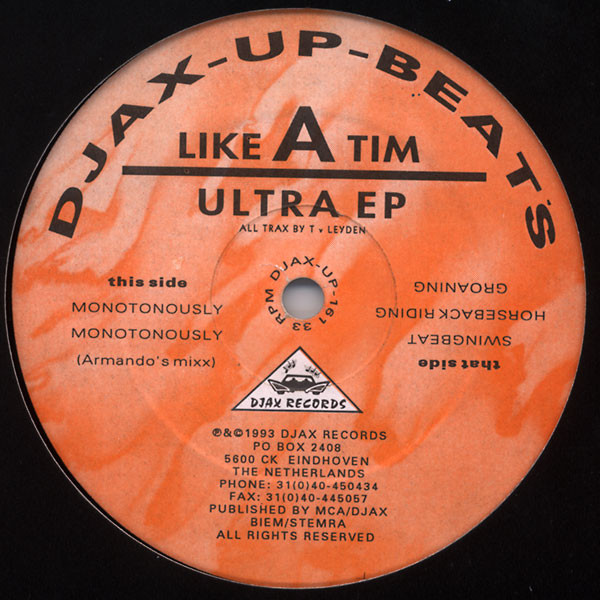 DJAX-UP-BEATS
LIKE A TIM
ULTRA EP
ALL TRAX BY T v LEYDEN
this side
MONOTONOUSLY
MONOTONOUSLY
(Armando's mixx)
DJAX-UP-161 33 RPM
that side
SWINGBEAT
HORSEBACK RIDING
GROANING
DJAX RECORDS
℗&©1993 DJAX RECORDS
PO BOX 2408
5600 CK EINDHOVEN
THE NETHERLANDS
PHONE: 31(0)40-450434
FAX: 31(0)40-445057
PUBLISHED BY MCA/DJAX
BIEM/STEMRA
ALL RIGHTS RESERVED